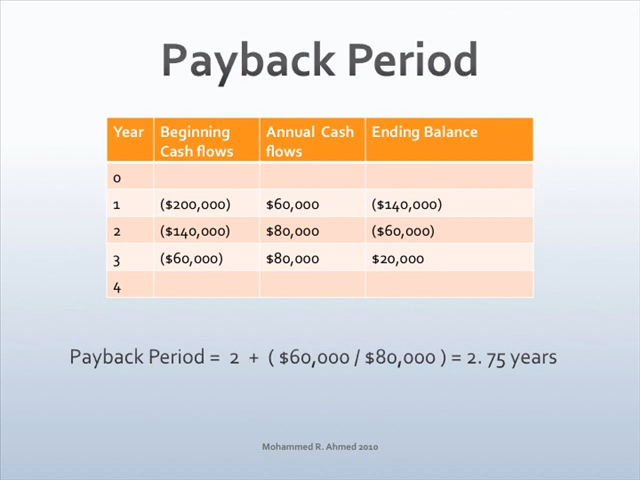 Payback Period
Year Beginning Cash flows Annual Cash flows Ending Balance
0
1 ($200,000) $60,000 ($140,000)
2 ($140,000) $80,000 ($60,000)
3 ($60,000) $80,000 $20,000
4
Payback Period = 2 + ( $60,000 / $80,000 ) = 2. 75 years
Mohammed R. Ahmed 2010